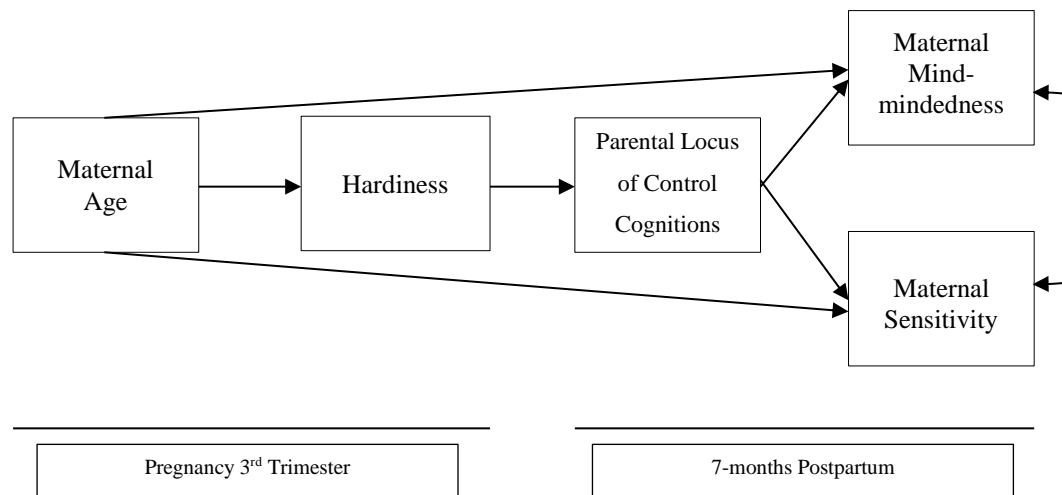 Maternal
Mind-
mindedness
Maternal
Age
Hardiness
Parental Locus
of Control
Cognitions
Maternal
Sensitivity
Pregnancy 3rd Trimester
7-months Postpartum